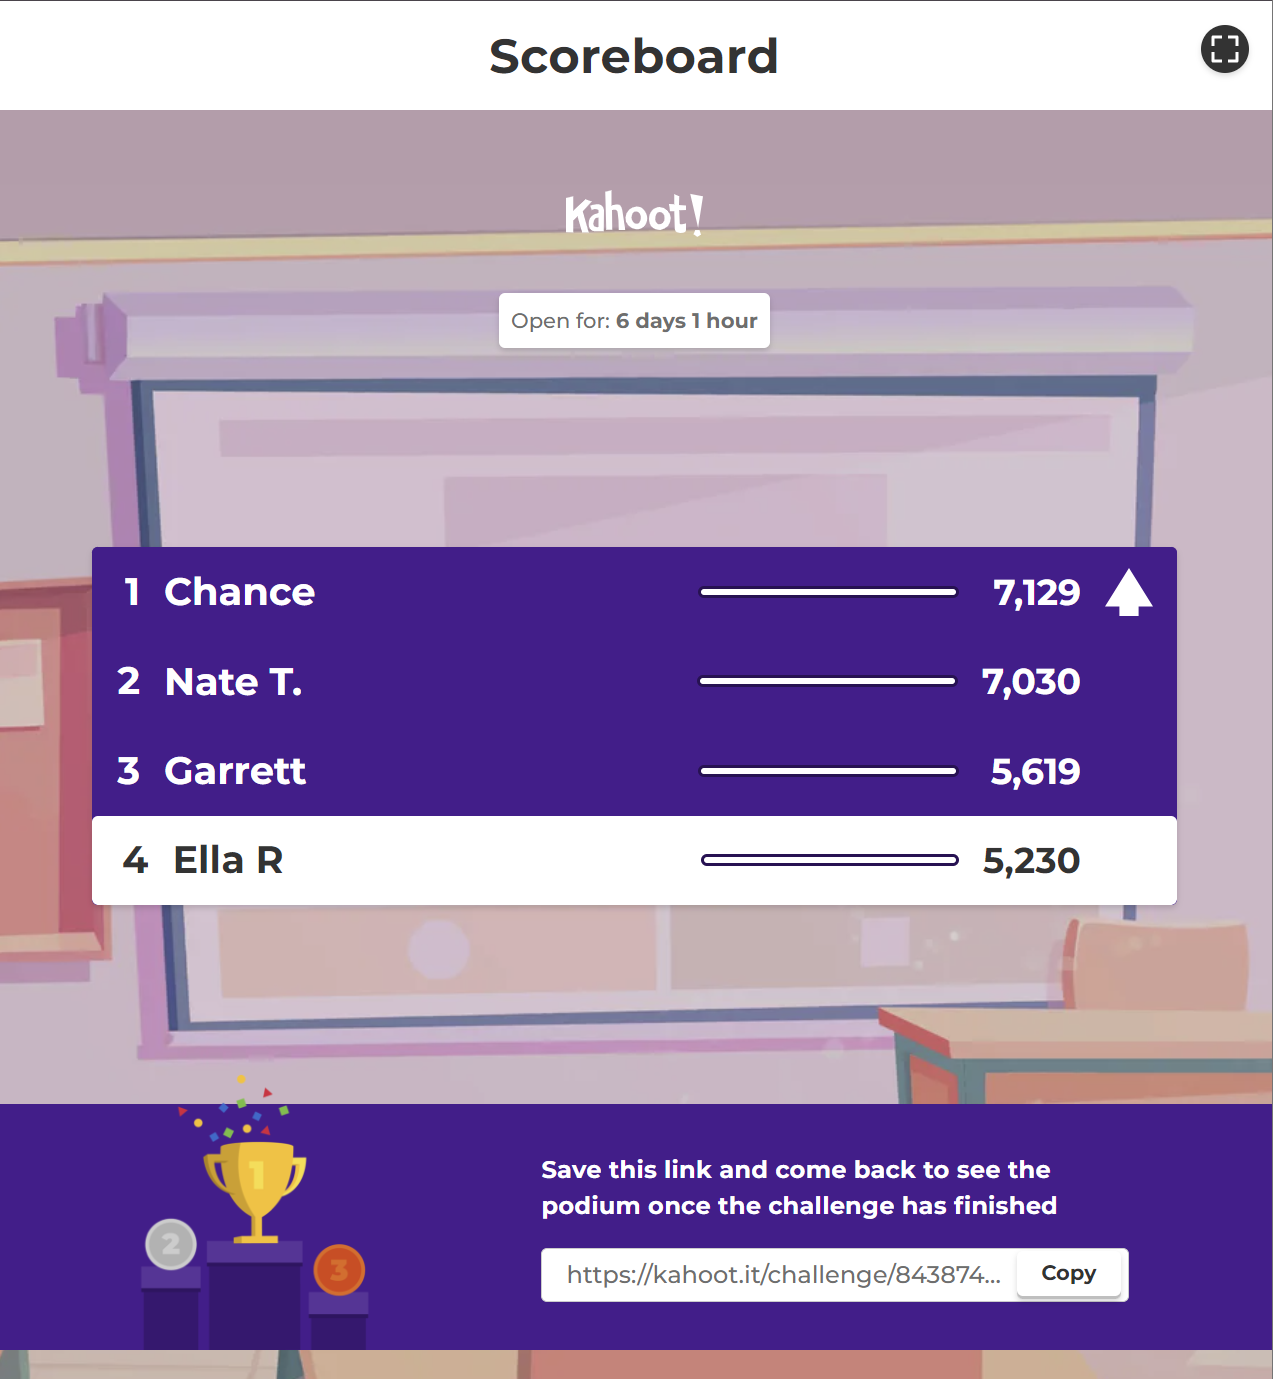 Scoreboard
Kahoot!
Open for: 6 days 1 hour
1 Chance 7,129
2 Nate T. 7,030
3 Garrett 5,619
4 Ella R 5,230
1
2
3
Save this link and come back to see the
podium once the challenge has finished
https://kahoot.it/challenge/843874... Copy